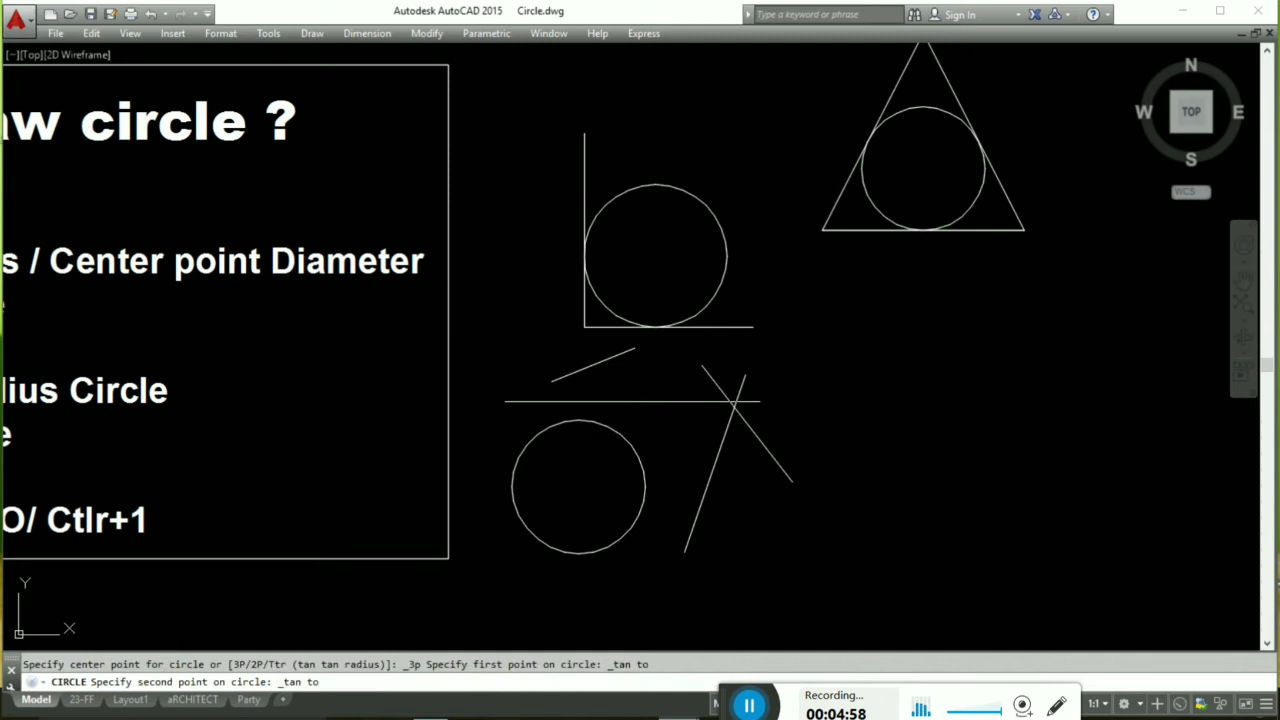 Autodesk AutoCAD 2015 Circle.dwg
Type a keyword or phrase
Sign In
File Edit View Insert Format Tools Draw Dimension Modify Parametric Window Help Express
[−][Top][2D Wireframe]
aw circle ?
s / Center point Diameter
e
lius Circle
e
O/ Ctlr+1
N
W TOP E
S
WCS
Y
X
Specify center point for circle or [3P/2P/Ttr (tan tan radius)]: _3p Specify first point on circle: _tan to
CIRCLE Specify second point on circle: _tan to
Model 23-FF Layout1 aRCHITECT Party +
Recording...
00:04:58
1:1